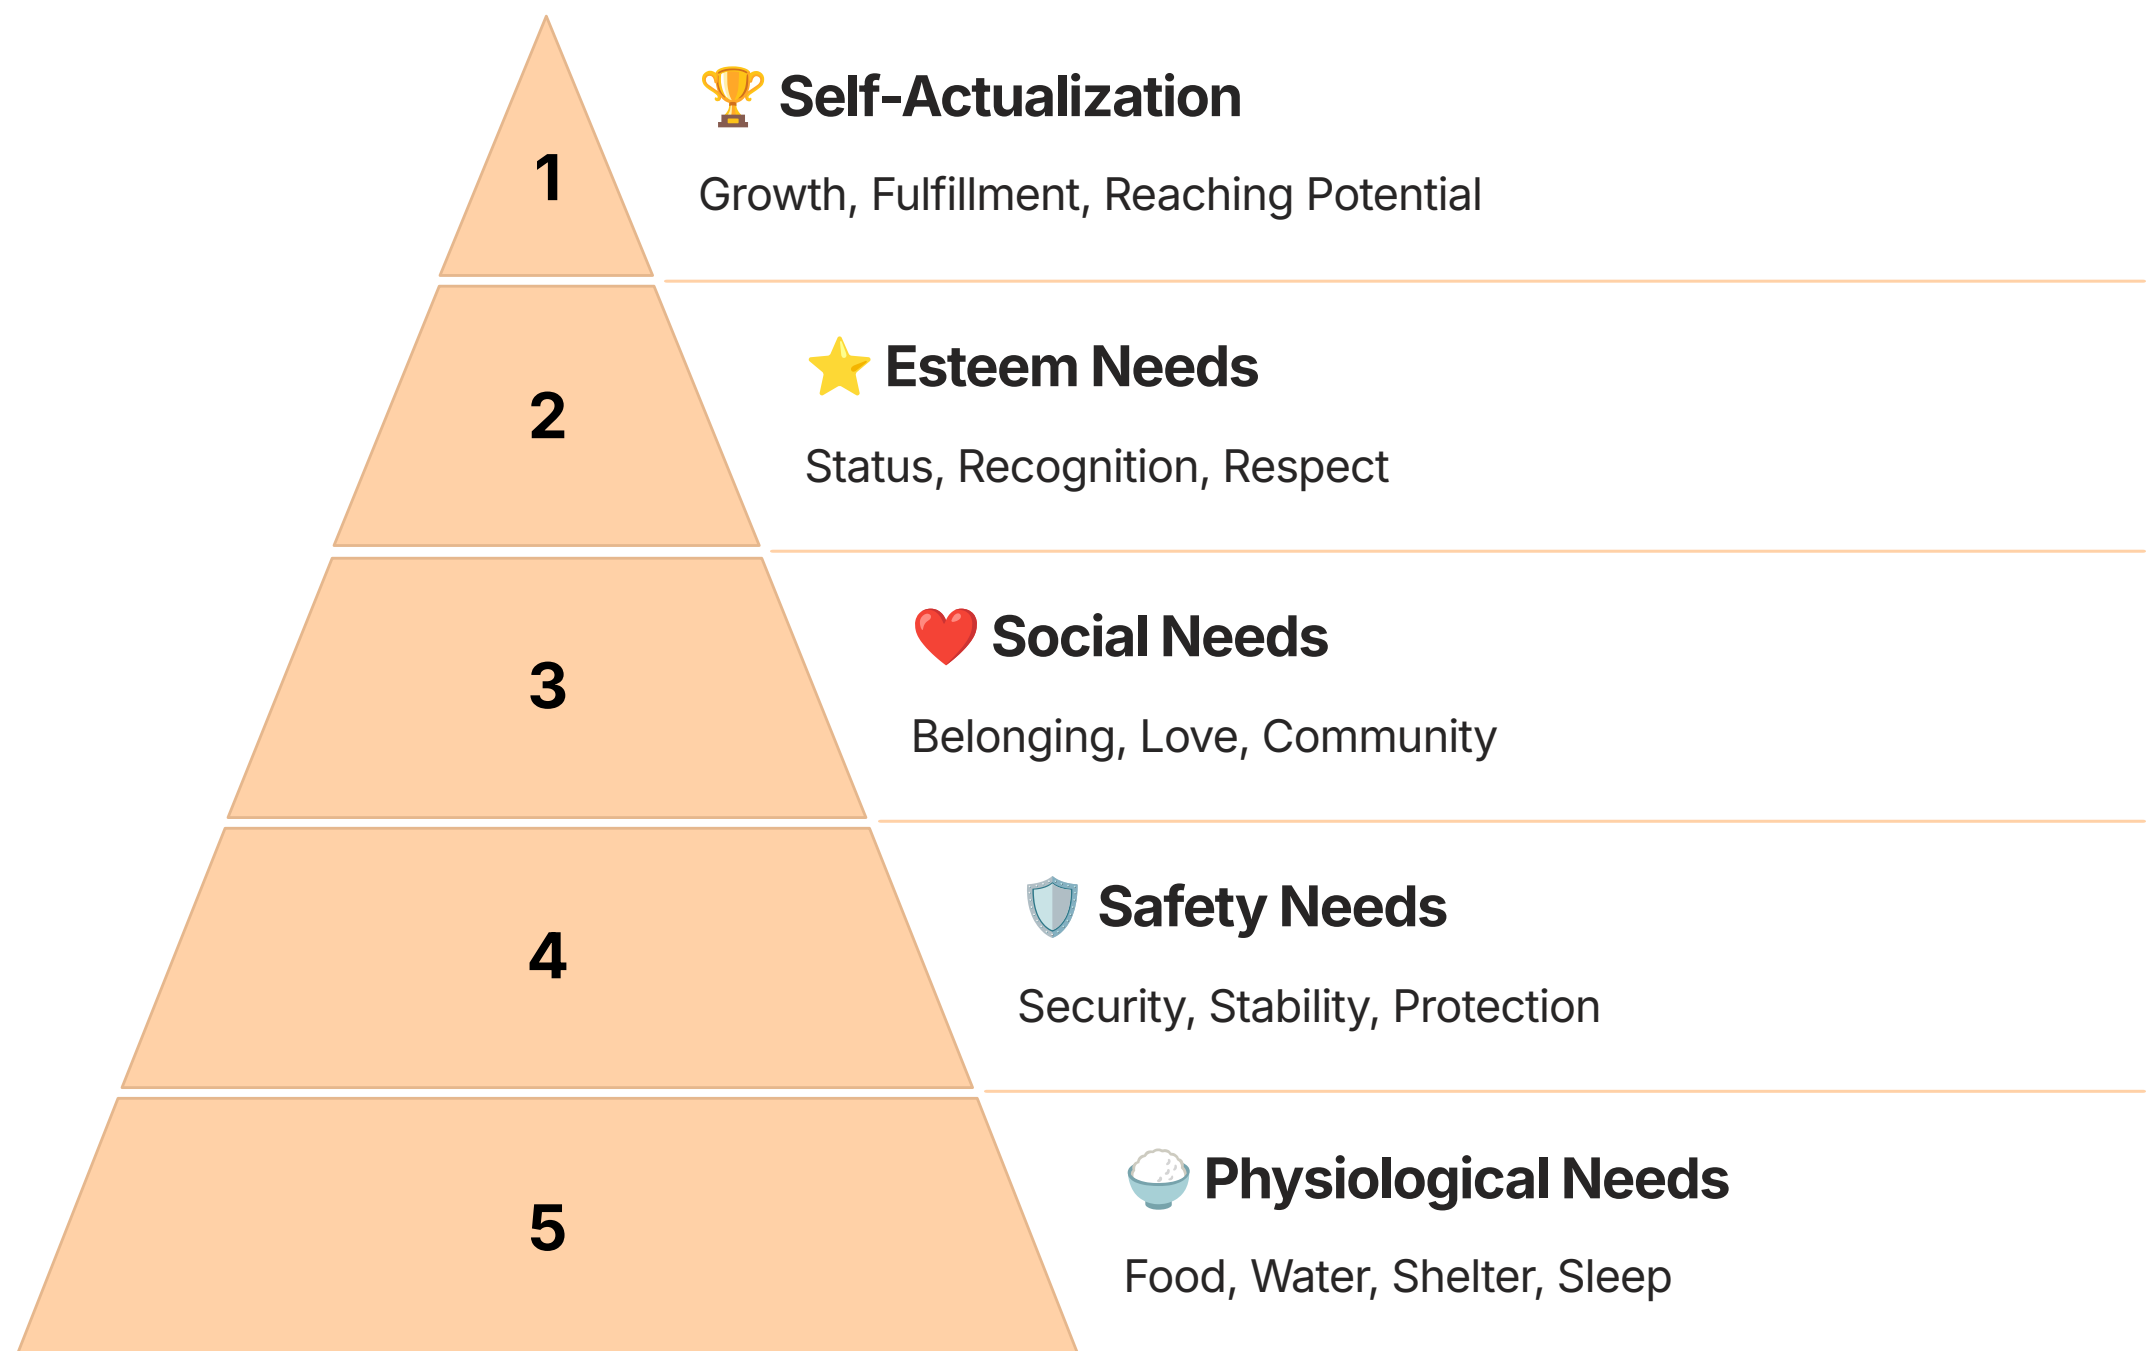 1
🏆 Self-Actualization
Growth, Fulfillment, Reaching Potential
2
⭐ Esteem Needs
Status, Recognition, Respect
3
❤️ Social Needs
Belonging, Love, Community
4
🛡️ Safety Needs
Security, Stability, Protection
5
🍚 Physiological Needs
Food, Water, Shelter, Sleep